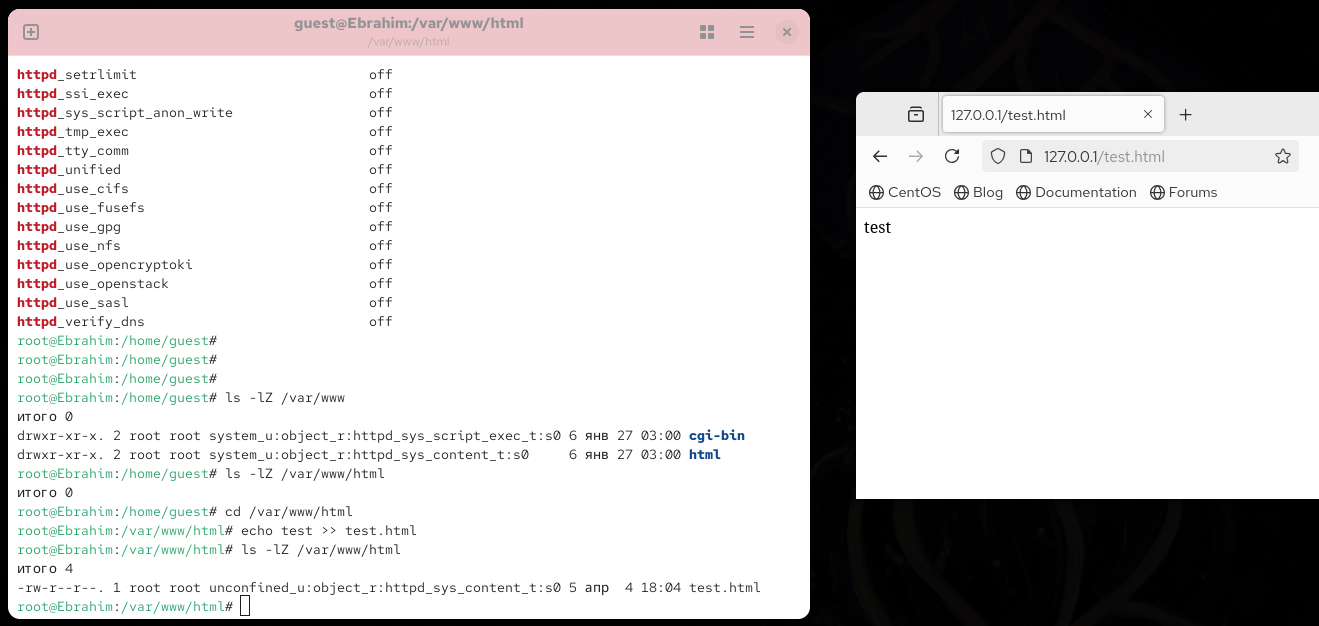 guest@Ebrahim:/var/www/html
/var/www/html
httpd_setrlimit                             off
httpd_ssi_exec                              off
httpd_sys_script_anon_write                 off
httpd_tmp_exec                              off
httpd_tty_comm                              off
httpd_unified                               off
httpd_use_cifs                              off
httpd_use_fusefs                            off
httpd_use_gpg                               off
httpd_use_nfs                               off
httpd_use_opencryptoki                      off
httpd_use_openstack                         off
httpd_use_sasl                              off
httpd_verify_dns                            off
root@Ebrahim:/home/guest#
root@Ebrahim:/home/guest#
root@Ebrahim:/home/guest#
root@Ebrahim:/home/guest# ls -lZ /var/www
итого 0
drwxr-xr-x. 2 root root system_u:object_r:httpd_sys_script_exec_t:s0 6 янв 27 03:00 cgi-bin
drwxr-xr-x. 2 root root system_u:object_r:httpd_sys_content_t:s0     6 янв 27 03:00 html
root@Ebrahim:/home/guest# ls -lZ /var/www/html
итого 0
root@Ebrahim:/home/guest# cd /var/www/html
root@Ebrahim:/var/www/html# echo test >> test.html
root@Ebrahim:/var/www/html# ls -lZ /var/www/html
итого 4
-rw-r--r--. 1 root root unconfined_u:object_r:httpd_sys_content_t:s0 5 апр  4 18:04 test.html
root@Ebrahim:/var/www/html#
127.0.0.1/test.html
127.0.0.1/test.html
CentOS Blog Documentation Forums
test